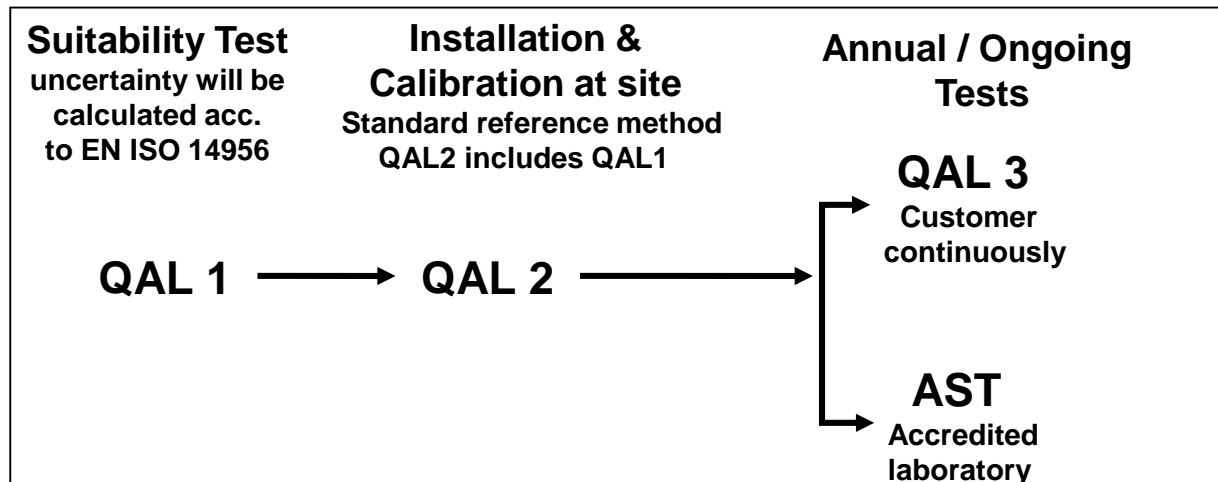 Suitability Test
uncertainty will be
calculated acc.
to EN ISO 14956
Installation &
Calibration at site
Standard reference method
QAL2 includes QAL1
Annual / Ongoing
Tests
QAL 1
QAL 2
QAL 3
Customer
continuously
AST
Accredited
laboratory